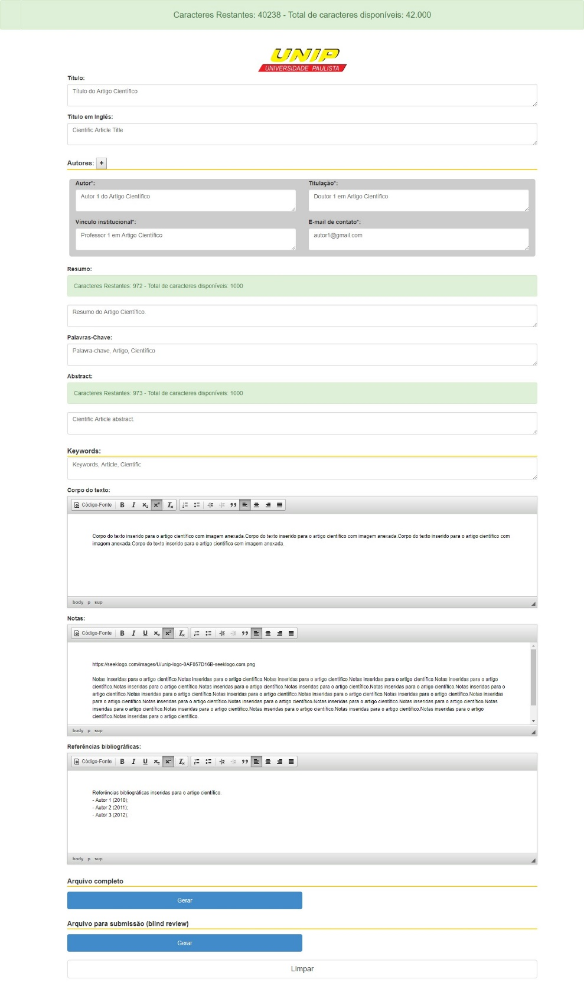 Caracteres Restantes: 40238 - Total de caracteres disponíveis: 42.000
UNIP
UNIVERSIDADE PAULISTA
Título:
Título do Artigo Científico
Título em Inglês:
Cientific Article Title
Autores: +
Autor*: Titulação*:
Autor 1 do Artigo Científico Doutor 1 em Artigo Científico
Vínculo institucional*: E-mail de contato*:
Professor 1 em Artigo Científico autor1@gmail.com
Resumo:
Caracteres Restantes: 972 - Total de caracteres disponíveis: 1000
Resumo do Artigo Científico.
Palavras-Chave:
Palavra-chave, Artigo, Científico
Abstract:
Caracteres Restantes: 973 - Total de caracteres disponíveis: 1000
Cientific Article abstract.
Keywords:
Keywords, Article, Cientific
Corpo do texto:
Código-Fonte B I x₂ x² Tx
Corpo do texto inserido para o artigo científico com imagem anexada.Corpo do texto inserido para o artigo científico com imagem anexada.Corpo do texto inserido para o artigo científico com
imagem anexada.Corpo do texto inserido para o artigo científico com imagem anexada.
body p sup
Notas:
Código-Fonte B I U x₂ x² Tx
https://seeklogo.com/images/U/unip-logo-0AF057D16B-seeklogo.com.png
Notas inseridas para o artigo científico.Notas inseridas para o artigo científico.Notas inseridas para o artigo científico.Notas inseridas para o artigo científico.Notas inseridas para o artigo
científico.Notas inseridas para o artigo científico.Notas inseridas para o artigo científico.Notas inseridas para o artigo científico.Notas inseridas para o artigo científico.Notas inseridas para o
artigo científico.Notas inseridas para o artigo científico.Notas inseridas para o artigo científico.Notas inseridas para o artigo científico.Notas inseridas para o artigo científico.Notas inseridas
para o artigo científico.Notas inseridas para o artigo científico.Notas inseridas para o artigo científico.Notas inseridas para o artigo científico.Notas inseridas para o artigo científico.Notas
inseridas para o artigo científico.Notas inseridas para o artigo científico.Notas inseridas para o artigo científico.Notas inseridas para o artigo científico.Notas inseridas para o artigo
científico.Notas inseridas para o artigo científico.
body p sup
Referências bibliográficas:
Código-Fonte B I U x₂ x² Tx
Referências bibliográficas inseridas para o artigo científico.
- Autor 1 (2010);
- Autor 2 (2011);
- Autor 3 (2012);
body p sup
Arquivo completo
Gerar
Arquivo para submissão (blind review)
Gerar
Limpar